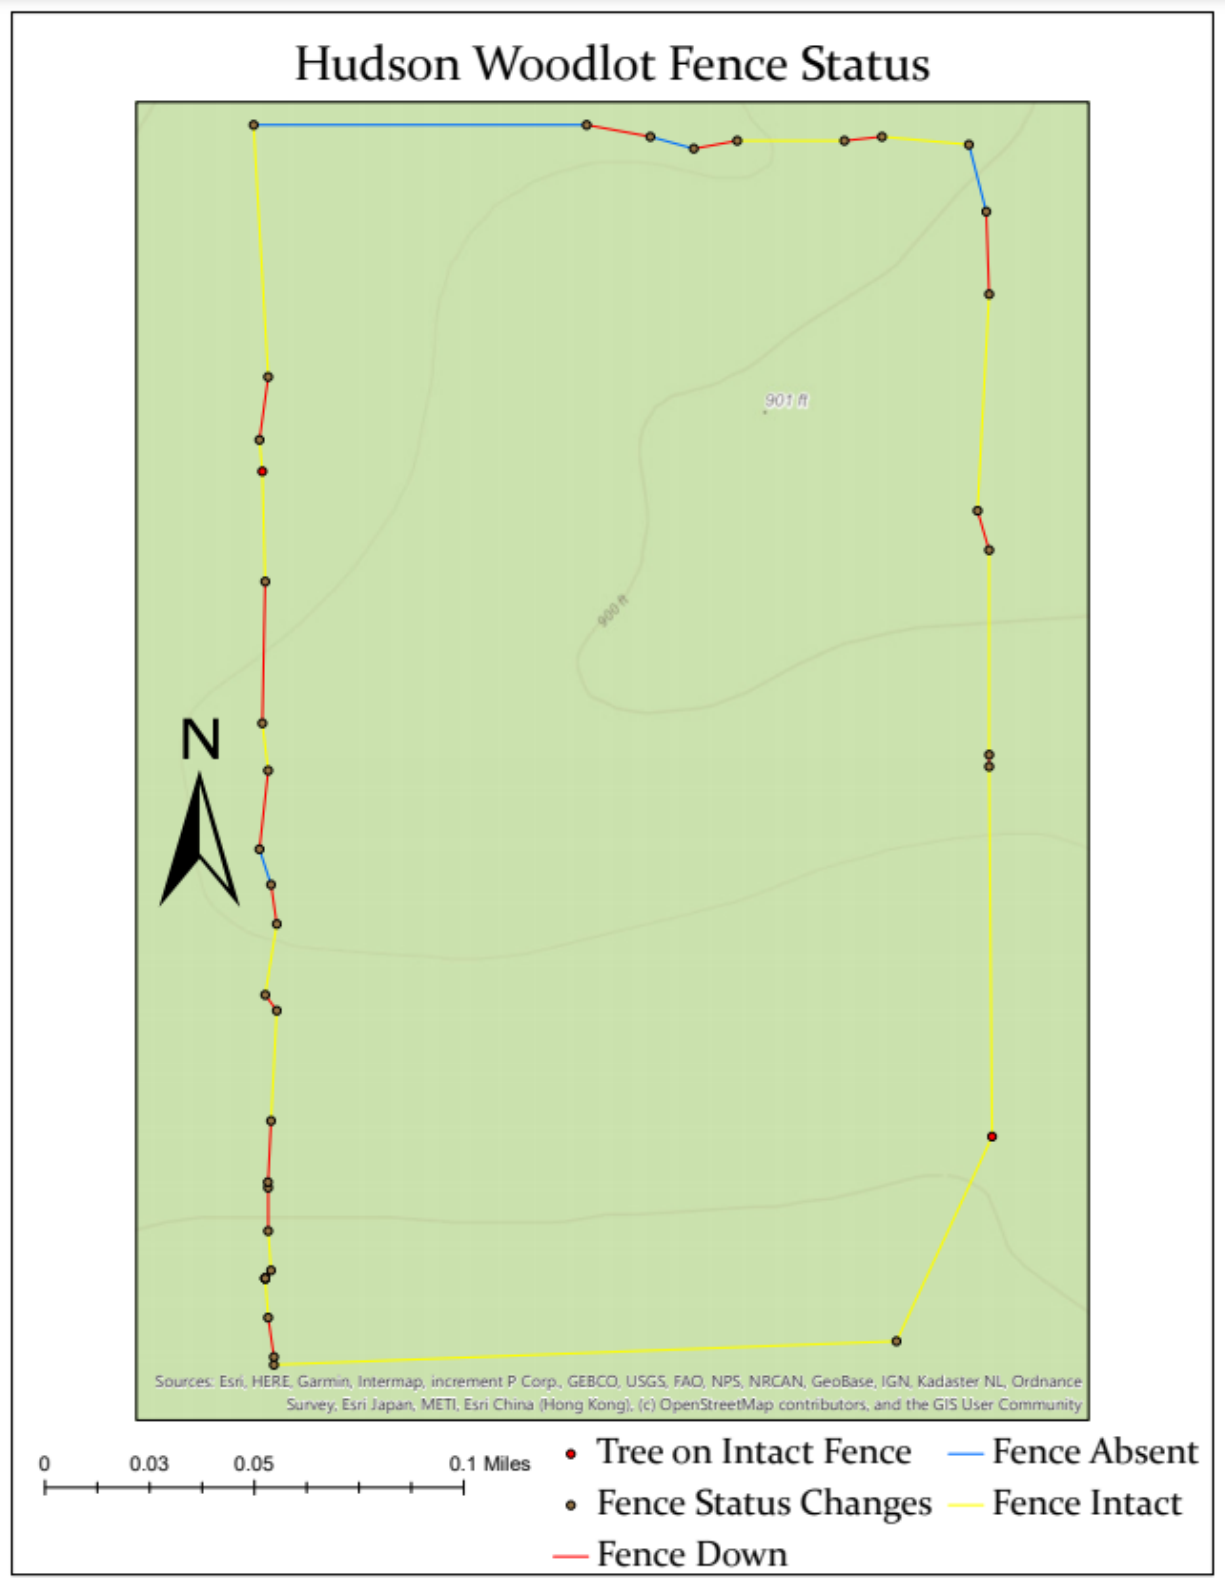 Hudson Woodlot Fence Status
901 ft
900 ft
N
Sources: Esri, HERE, Garmin, Intermap, increment P Corp., GEBCO, USGS, FAO, NPS, NRCAN, GeoBase, IGN, Kadaster NL, Ordnance
Survey, Esri Japan, METI, Esri China (Hong Kong), (c) OpenStreetMap contributors, and the GIS User Community
0 0.03 0.05 0.1 Miles
Tree on Intact Fence Fence Absent
Fence Status Changes Fence Intact
Fence Down